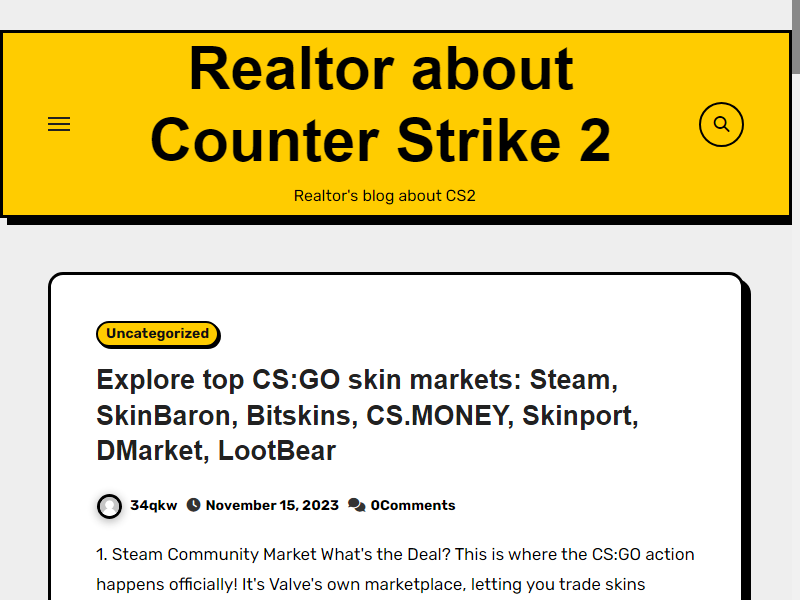 Realtor about
Counter Strike 2
Realtor's blog about CS2
Uncategorized
Explore top CS:GO skin markets: Steam,
SkinBaron, Bitskins, CS.MONEY, Skinport,
DMarket, LootBear
34qkw November 15, 2023 0Comments
1. Steam Community Market What's the Deal? This is where the CS:GO action
happens officially! It's Valve's own marketplace, letting you trade skins